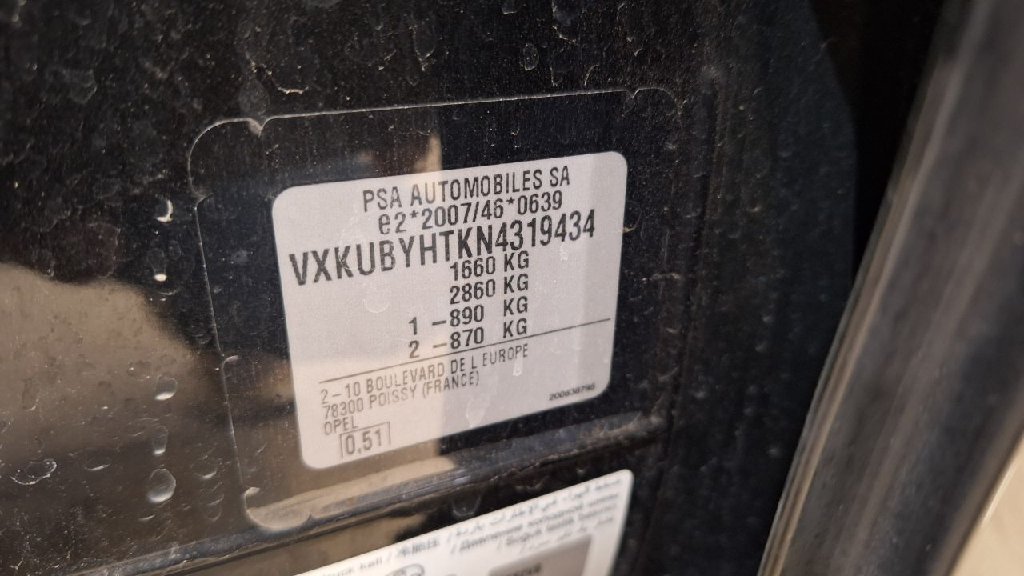 PSA AUTOMOBILES SA
e2*2007/46*0639
VXKUBYHTKN4319434
1660 KG
2860 KG
1 -890 KG
2 -870 KG
2-10 BOULEVARD DE L EUROPE
78300 POISSY (FRANCE)
OPEL
0.51